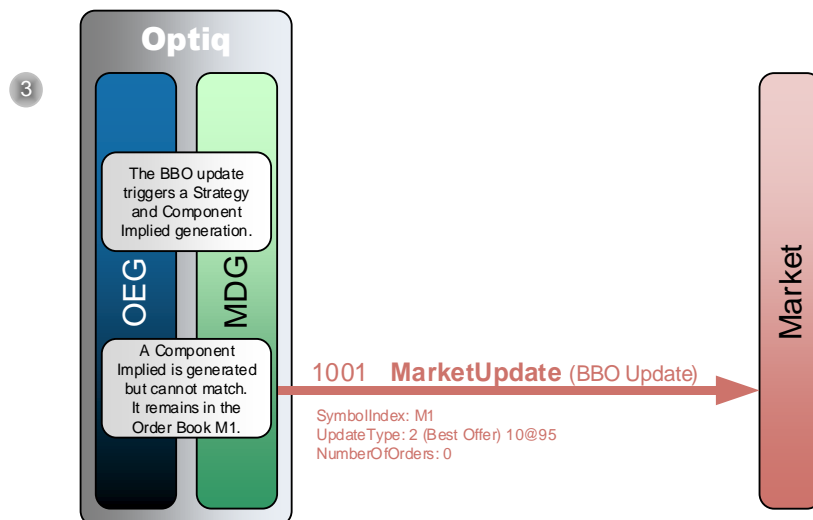 Optiq
3
The BBO update
triggers a Strategy
and Component
Implied generation.
OEG
MDG
Market
A Component
Implied is generated
but cannot match.
It remains in the
Order Book M1.
1001 MarketUpdate (BBO Update)
SymbolIndex: M1
UpdateType: 2 (Best Offer) 10@95
NumberOfOrders: 0